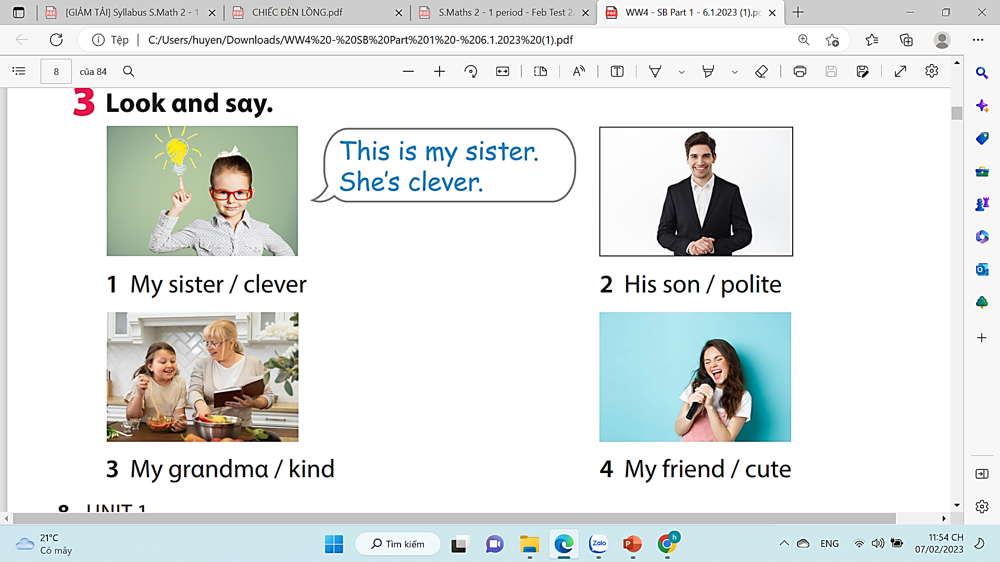 [GIẢM TẢI] Syllabus S.Math 2 - 1
CHIẾC ĐÈN LỒNG.pdf
S.Maths 2 - 1 period - Feb Test 22
WW4 - SB Part 1 - 6.1.2023 (1).pd
Tệp
C:/Users/huyen/Downloads/WW4%20-%20SB%20Part%201%20-%206.1.2023%20(1).pdf
8 của 84
3 Look and say.
This is my sister.
She's clever.
1 My sister / clever
2 His son / polite
3 My grandma / kind
4 My friend / cute
8 UNIT 1
21°C
Có mây
Tìm kiếm
Zalo
h
ENG
11:54 CH
07/02/2023